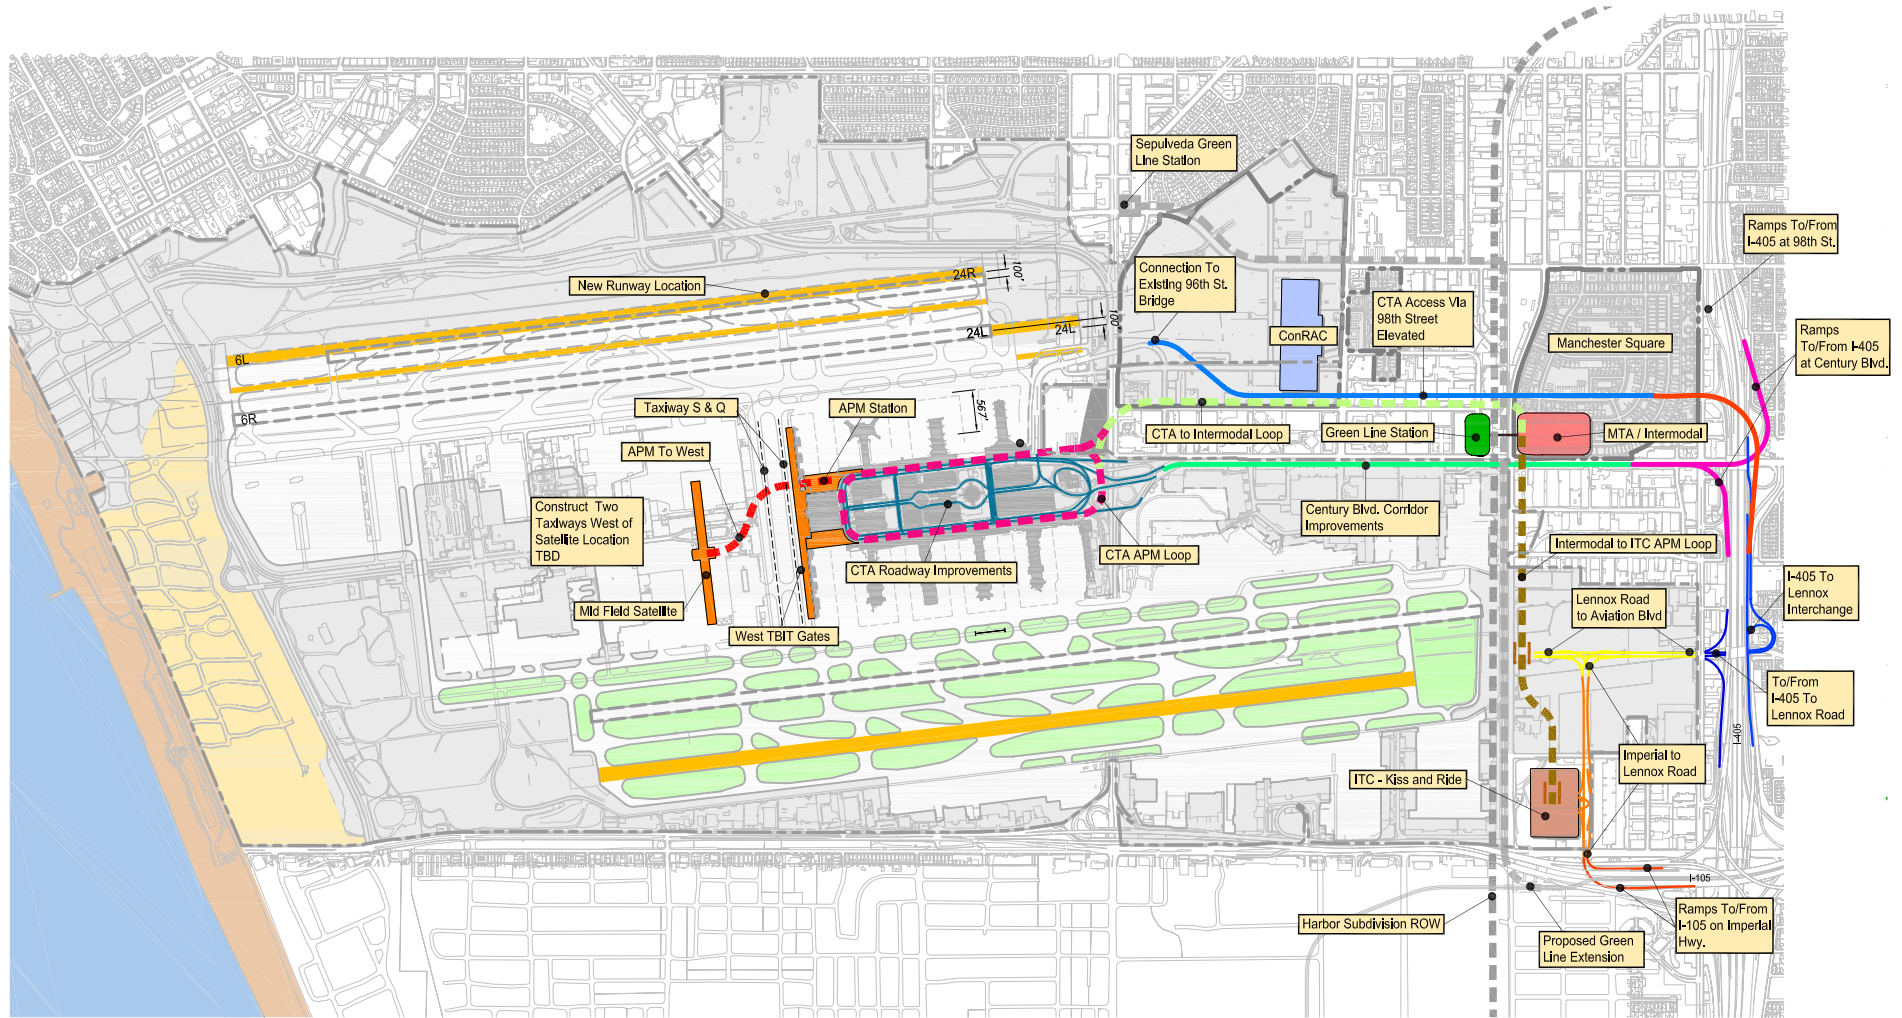 Sepulveda Green
Line Station
Ramps To/From
I-405 at 98th St.
New Runway Location
24R
100'
Connection To
Existing 96th St.
Bridge
ConRAC
CTA Access Via
98th Street
Elevated
Manchester Square
Ramps
To/From I-405
at Century Blvd.
6L
24L
24L
100'
6R
567'
Taxiway S & Q
APM Station
APM To West
CTA to Intermodal Loop
Green Line Station
MTA / Intermodal
Construct Two
Taxiways West of
Satellite Location
TBD
Century Blvd. Corridor
Improvements
CTA Roadway Improvements
CTA APM Loop
Intermodal to ITC APM Loop
Mid Field Satellite
West TBIT Gates
Lennox Road
to Aviation Blvd
I-405 To
Lennox
Interchange
To/From
I-405 To
Lennox Road
I-405
Imperial to
Lennox Road
ITC - Kiss and Ride
I-105
Harbor Subdivision ROW
Proposed Green
Line Extension
Ramps To/From
I-105 on Imperial
Hwy.